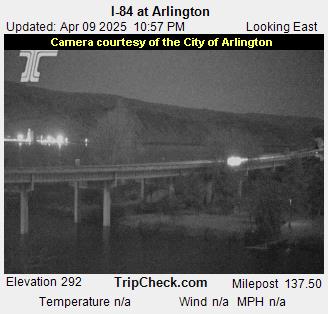 I-84 at Arlington
Updated: Apr 09 2025 10:57 PM Looking East
Camera courtesy of the City of Arlington
Elevation 292 TripCheck.com Milepost 137.50
Temperature n/a Wind n/a MPH n/a